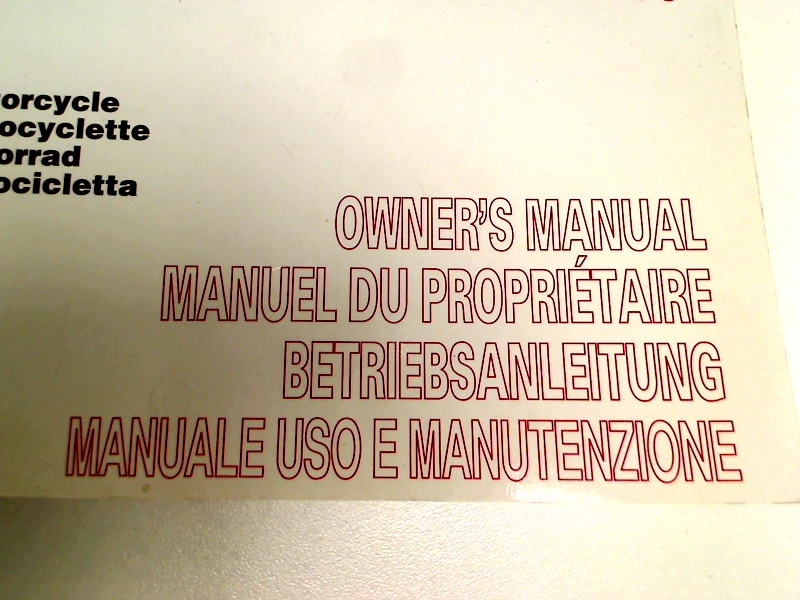 orcycle
ocyclette
orrad
ocicletta
OWNER'S MANUAL
MANUEL DU PROPRIÉTAIRE
BETRIEBSANLEITUNG
MANUALE USO E MANUTENZIONE